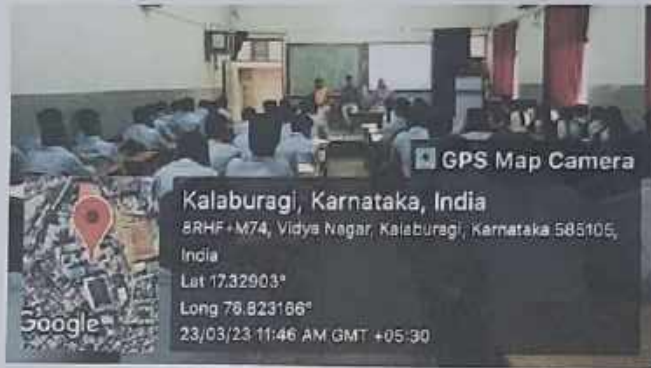 GPS Map Camera
Kalaburagi, Karnataka, India
8RHF+M74, Vidya Nagar, Kalaburagi, Karnataka 585105,
India
Lat 17.32903°
Long 76.823166°
23/03/23 11:46 AM GMT +05:30
Google